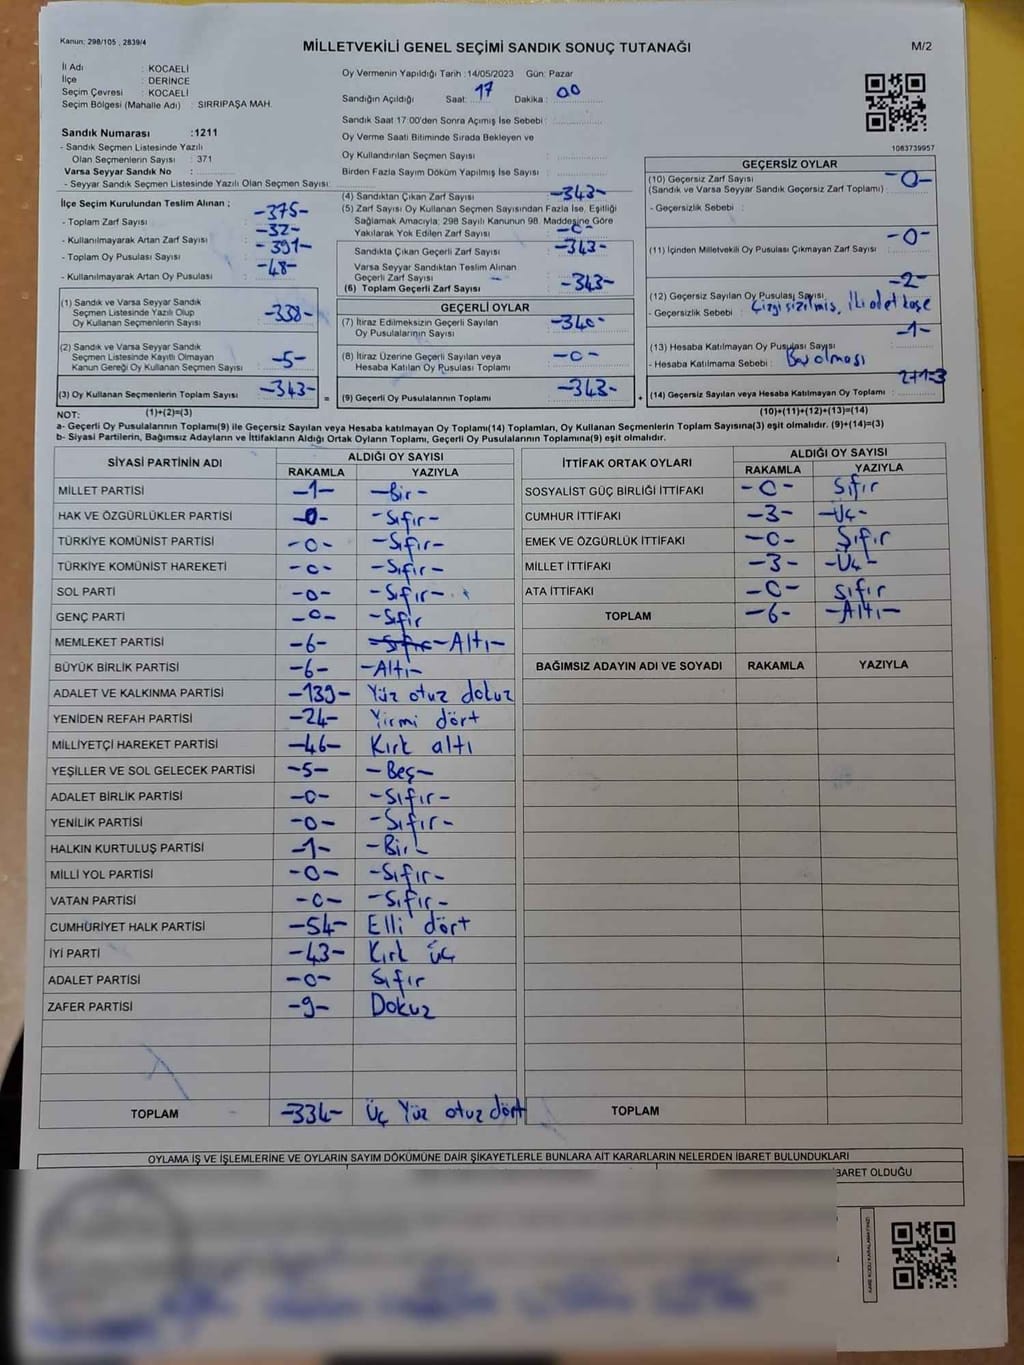 Kanun: 298/105 , 2839/4
MİLLETVEKİLİ GENEL SEÇİMİ SANDIK SONUÇ TUTANAĞI
M/2
İl Adı : KOCAELİ
İlçe : DERİNCE
Seçim Çevresi : KOCAELİ
Seçim Bölgesi (Mahalle Adı) : SIRRIPAŞA MAH.
Sandık Numarası :1211
- Sandık Seçmen Listesinde Yazılı
Olan Seçmenlerin Sayısı : 371
Varsa Seyyar Sandık No :
- Seyyar Sandık Seçmen Listesinde Yazılı Olan Seçmen Sayısı:
İlçe Seçim Kurulundan Teslim Alınan ;
- Toplam Zarf Sayısı : -375-
- Kullanılmayarak Artan Zarf Sayısı : -32-
- Toplam Oy Pusulası Sayısı : -391-
- Kullanılmayarak Artan Oy Pusulası : -48-
(1) Sandık ve Varsa Seyyar Sandık
Seçmen Listesinde Yazılı Olup
Oy Kullanan Seçmenlerin Sayısı : -338-
(2) Sandık ve Varsa Seyyar Sandık
Seçmen Listesinde Kayıtlı Olmayan
Kanun Gereği Oy Kullanan Seçmen Sayısı : -5-
(3) Oy Kullanan Seçmenlerin Toplam Sayısı : -343-
Oy Vermenin Yapıldığı Tarih :14/05/2023 Gün: Pazar
Sandığın Açıldığı Saat: 17 Dakika : 00
Sandık Saat 17:00'den Sonra Açımış İse Sebebi :
Oy Verme Saati Bitiminde Sırada Bekleyen ve
Oy Kullandırılan Seçmen Sayısı :
Birden Fazla Sayım Döküm Yapılmış İse Sayısı :
(4) Sandıktan Çıkan Zarf Sayısı : -343-
(5) Zarf Sayısı Oy Kullanan Seçmen Sayısından Fazla İse, Eşitliği
Sağlamak Amacıyla; 298 Sayılı Kanunun 98. Maddesine Göre
Yakılarak Yok Edilen Zarf Sayısı : -0-
Sandıkta Çıkan Geçerli Zarf Sayısı : -343-
Varsa Seyyar Sandıktan Teslim Alınan
Geçerli Zarf Sayısı : -
(6) Toplam Geçerli Zarf Sayısı : -343-
GEÇERLİ OYLAR
(7) İtiraz Edilmeksizin Geçerli Sayılan
Oy Pusulalarının Sayısı : -340-
(8) İtiraz Üzerine Geçerli Sayılan veya
Hesaba Katılan Oy Pusulası Toplamı : -0-
= (9) Geçerli Oy Pusulalarının Toplamı : -343- +
1063739957
GEÇERSİZ OYLAR
(10) Geçersiz Zarf Sayısı
(Sandık ve Varsa Seyyar Sandık Geçersiz Zarf Toplamı) : -0-
- Geçersizlik Sebebi :
(11) İçinden Milletvekili Oy Pusulası Çıkmayan Zarf Sayısı : -0-
(12) Geçersiz Sayılan Oy Pusulası Sayısı : -2-
- Geçersizlik Sebebi : Çizgi çizilmiş, iki adet kaşe
(13) Hesaba Katılmayan Oy Pusulası Sayısı : -1-
- Hesaba Katılmama Sebebi : Boş olması
(14) Geçersiz Sayılan veya Hesaba Katılmayan Oy Toplamı : 2+1=3
NOT: (1)+(2)=(3)
(10)+(11)+(12)+(13)=(14)
a- Geçerli Oy Pusulalarının Toplamı(9) ile Geçersiz Sayılan veya Hesaba katılmayan Oy Toplamı(14) Toplamları, Oy Kullanan Seçmenlerin Toplam Sayısına(3) eşit olmalıdır. (9)+(14)=(3)
b- Siyasi Partilerin, Bağımsız Adayların ve İttifakların Aldığı Ortak Oyların Toplamı, Geçerli Oy Pusulalarının Toplamına(9) eşit olmalıdır.
SİYASİ PARTİNİN ADI ALDIĞI OY SAYISI
RAKAMLA YAZIYLA
MİLLET PARTİSİ -1- -Bir-
HAK VE ÖZGÜRLÜKLER PARTİSİ -0- -Sıfır-
TÜRKİYE KOMÜNİST PARTİSİ -0- -Sıfır-
TÜRKİYE KOMÜNİST HAREKETİ -0- -Sıfır-
SOL PARTİ -0- -Sıfır-
GENÇ PARTİ -0- -Sıfır
MEMLEKET PARTİSİ -6- -Sıfır -Altı-
BÜYÜK BİRLİK PARTİSİ -6- -Altı-
ADALET VE KALKINMA PARTİSİ -139- Yüz otuz dokuz
YENİDEN REFAH PARTİSİ -24- Yirmi dört
MİLLİYETÇİ HAREKET PARTİSİ -46- Kırk altı
YEŞİLLER VE SOL GELECEK PARTİSİ -5- -Beş-
ADALET BİRLİK PARTİSİ -0- -Sıfır-
YENİLİK PARTİSİ -0- -Sıfır-
HALKIN KURTULUŞ PARTİSİ -1- -Bir-
MİLLİ YOL PARTİSİ -0- -Sıfır-
VATAN PARTİSİ -0- -Sıfır-
CUMHURİYET HALK PARTİSİ -54- Elli dört
İYİ PARTİ -43- Kırk üç
ADALET PARTİSİ -0- Sıfır
ZAFER PARTİSİ -9- Dokuz
TOPLAM -334- Üç Yüz otuz dört
İTTİFAK ORTAK OYLARI ALDIĞI OY SAYISI
RAKAMLA YAZIYLA
SOSYALİST GÜÇ BİRLİĞİ İTTİFAKI -0- Sıfır
CUMHUR İTTİFAKI -3- -Üç-
EMEK VE ÖZGÜRLÜK İTTİFAKI -0- Sıfır
MİLLET İTTİFAKI -3- -Üç-
ATA İTTİFAKI -0- Sıfır
TOPLAM -6- -Altı-
BAĞIMSIZ ADAYIN ADI VE SOYADI RAKAMLA YAZIYLA
TOPLAM
OYLAMA İŞ VE İŞLEMLERİNE VE OYLARIN SAYIM DÖKÜMÜNE DAİR ŞİKAYETLERLE BUNLARA AİT KARARLARIN NELERDEN İBARET BULUNDUKLARI
İBARET OLDUĞU